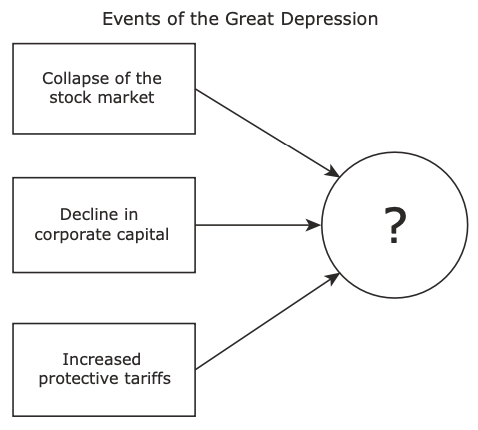 Events of the Great Depression
Collapse of the
stock market
Decline in
corporate capital
?
Increased
protective tariffs